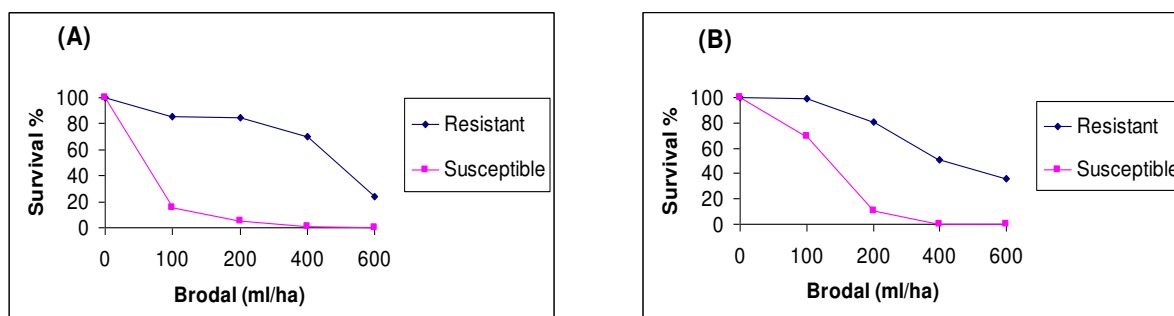 (A)
100
80
60
40
20
0
Survival %
0 100 200 400 600
Brodal (ml/ha)
Resistant
Susceptible
(B)
100
80
60
40
20
0
Survival %
0 100 200 400 600
Brodal (ml/ha)
Resistant
Susceptible